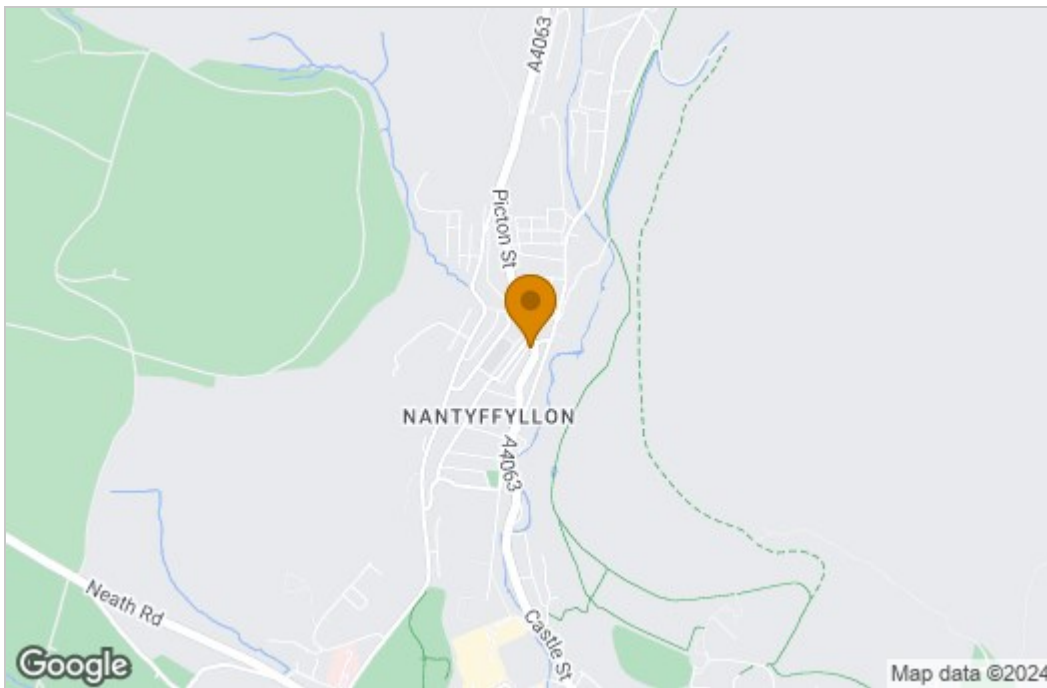 A4063
Picton St
NANTYFFYLLON
A4063
Neath Rd
Castle St
Google
Map data ©2024